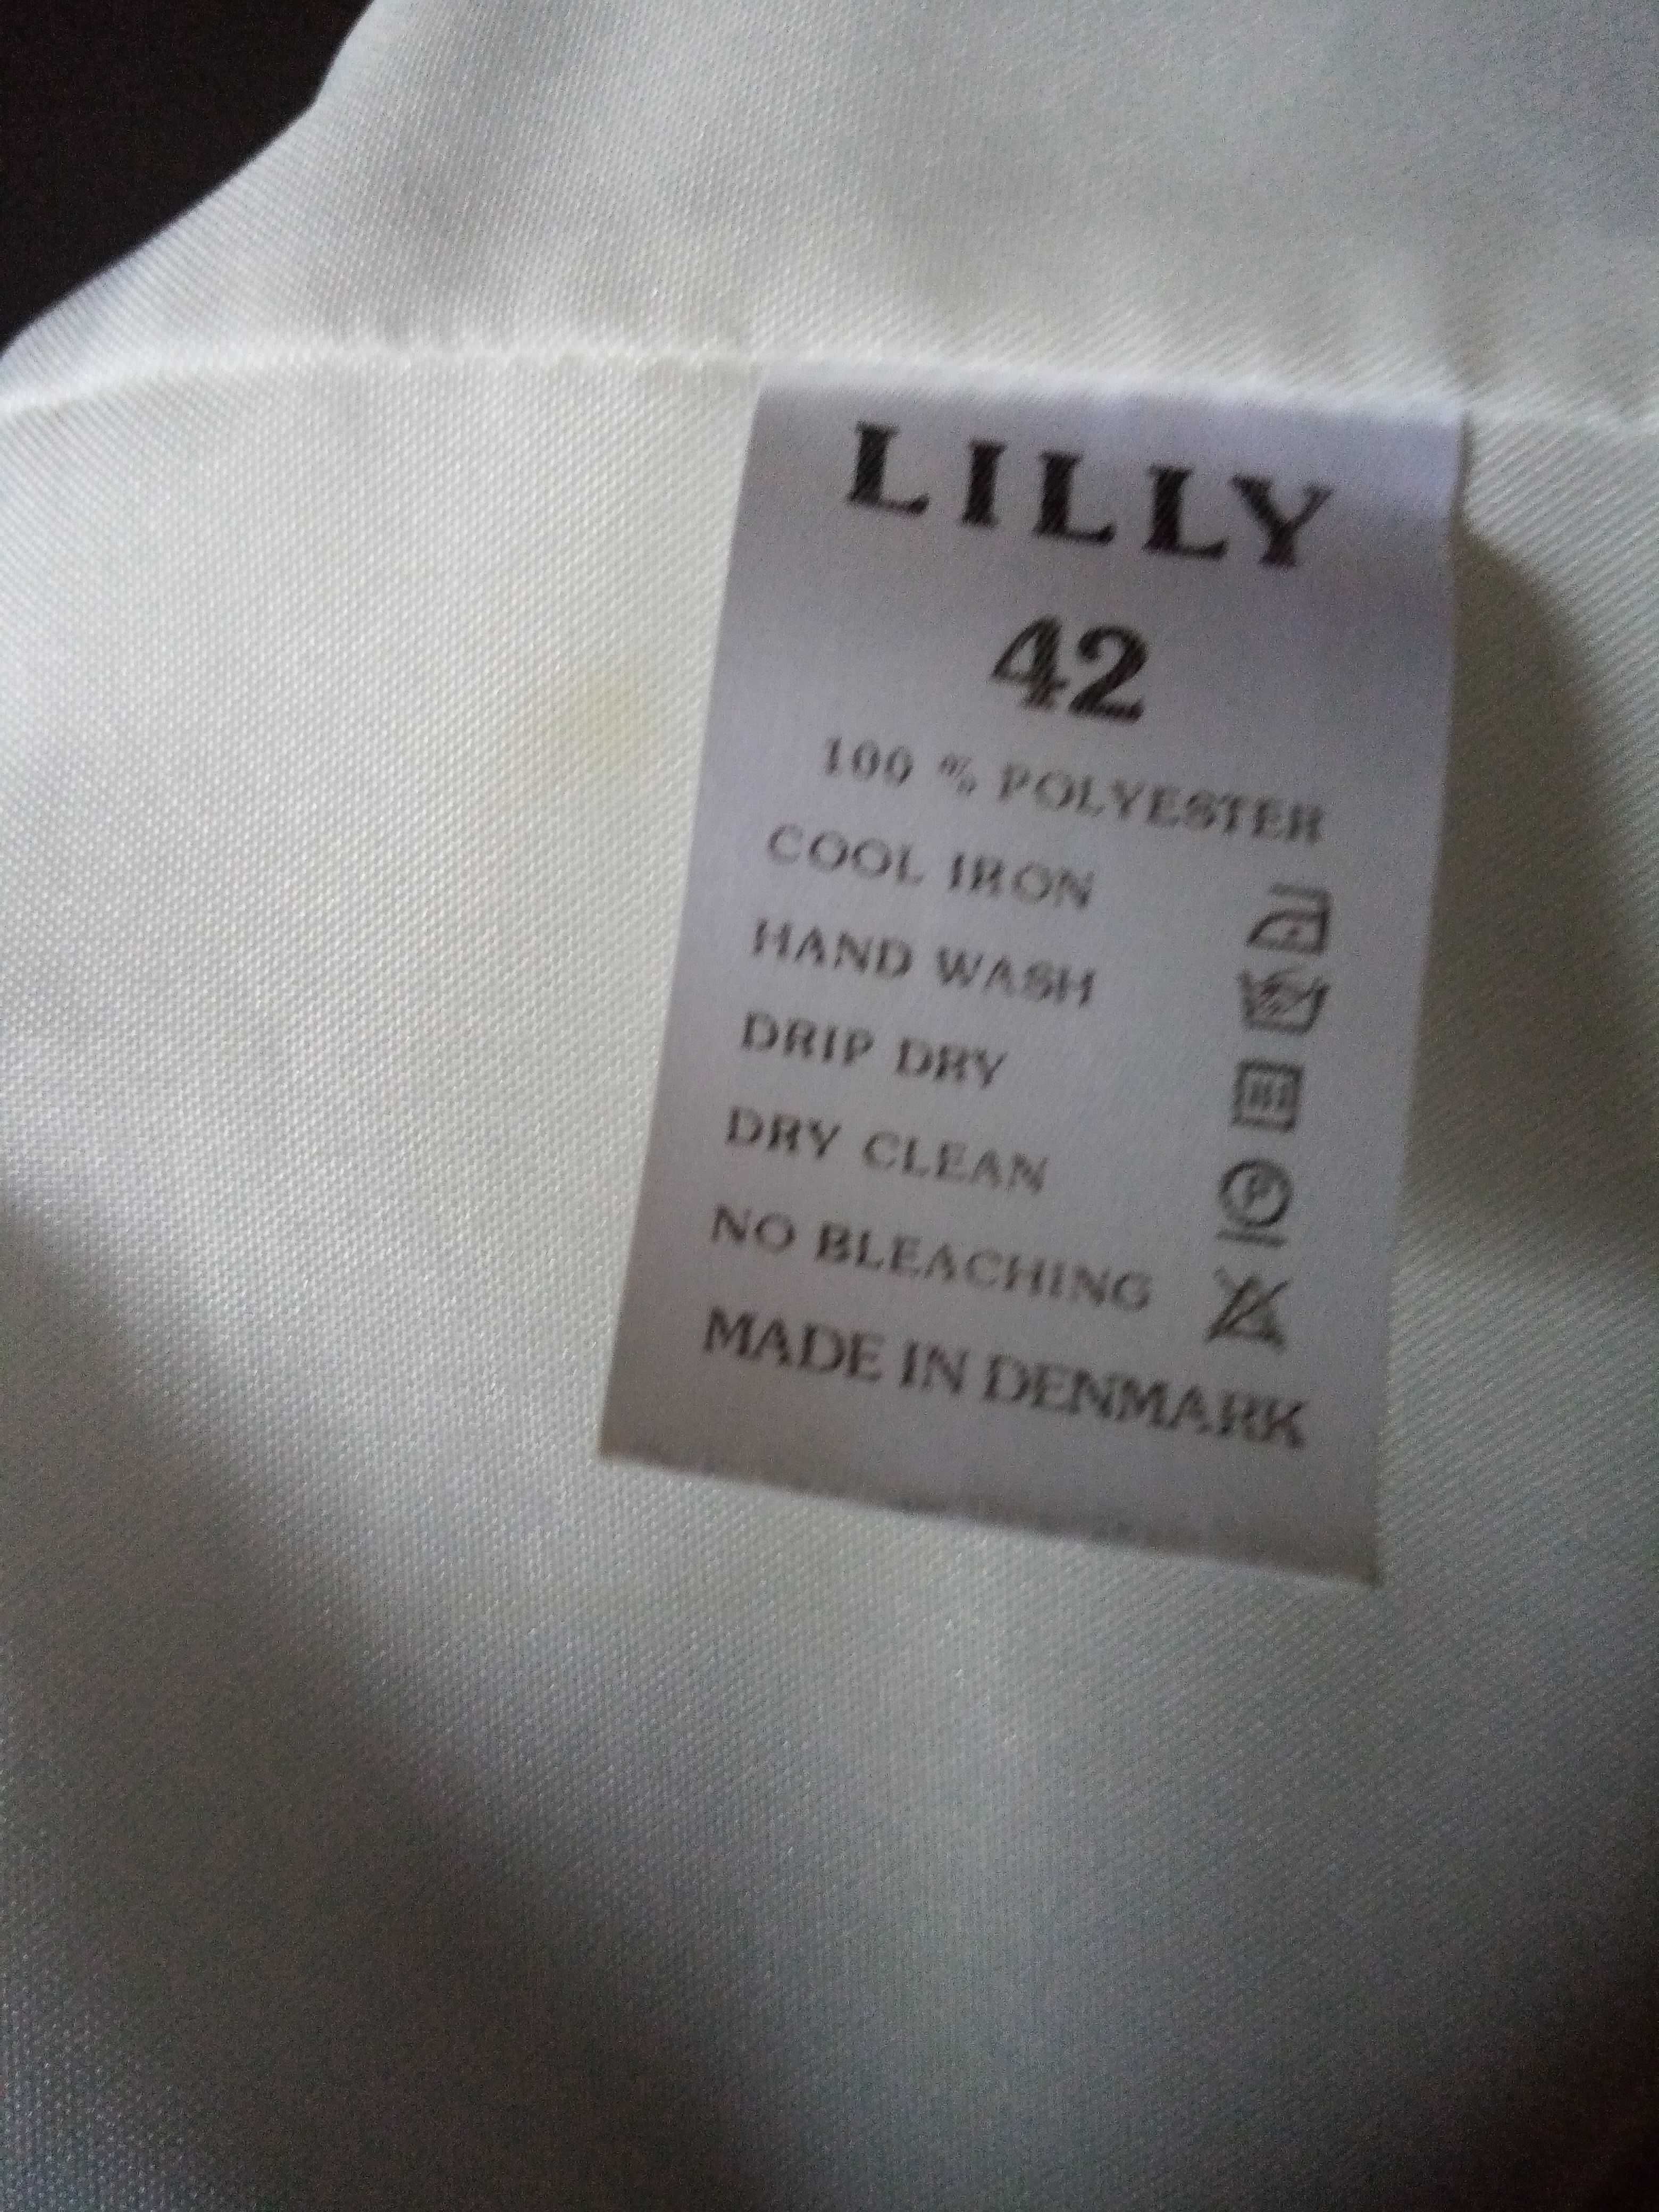 LILLY
42
100 % POLYESTER
COOL IRON
HAND WASH
DRIP DRY
DRY CLEAN
P
NO BLEACHING
MADE IN DENMARK